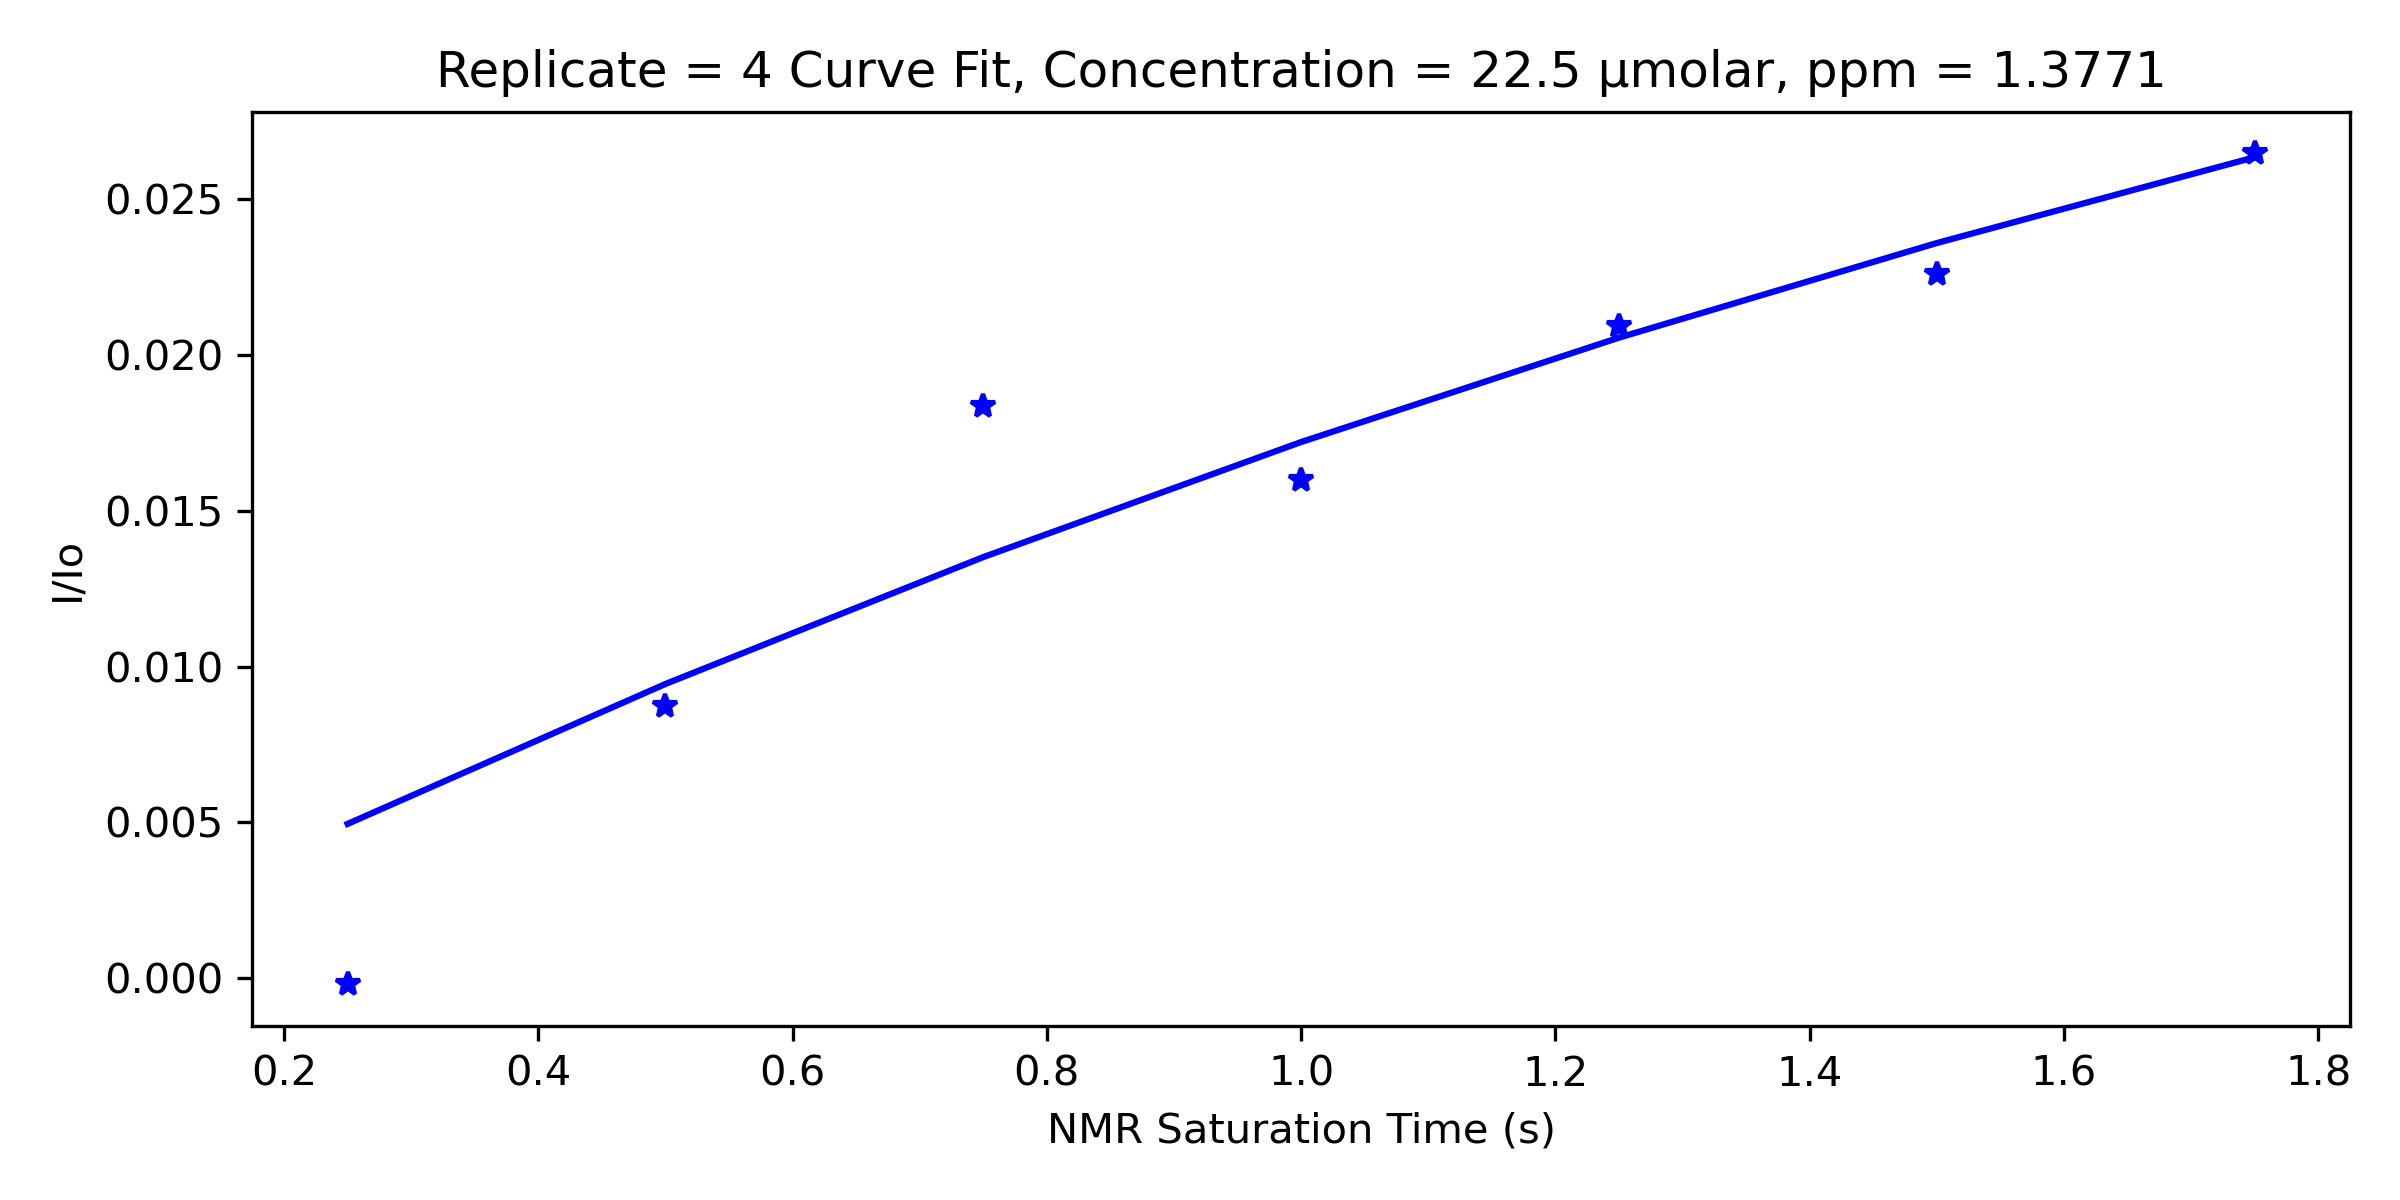 Replicate = 4 Curve Fit, Concentration = 22.5 µmolar, ppm = 1.3771
I/Io
0.025
0.020
0.015
0.010
0.005
0.000
0.2 0.4 0.6 0.8 1.0 1.2 1.4 1.6 1.8
NMR Saturation Time (s)